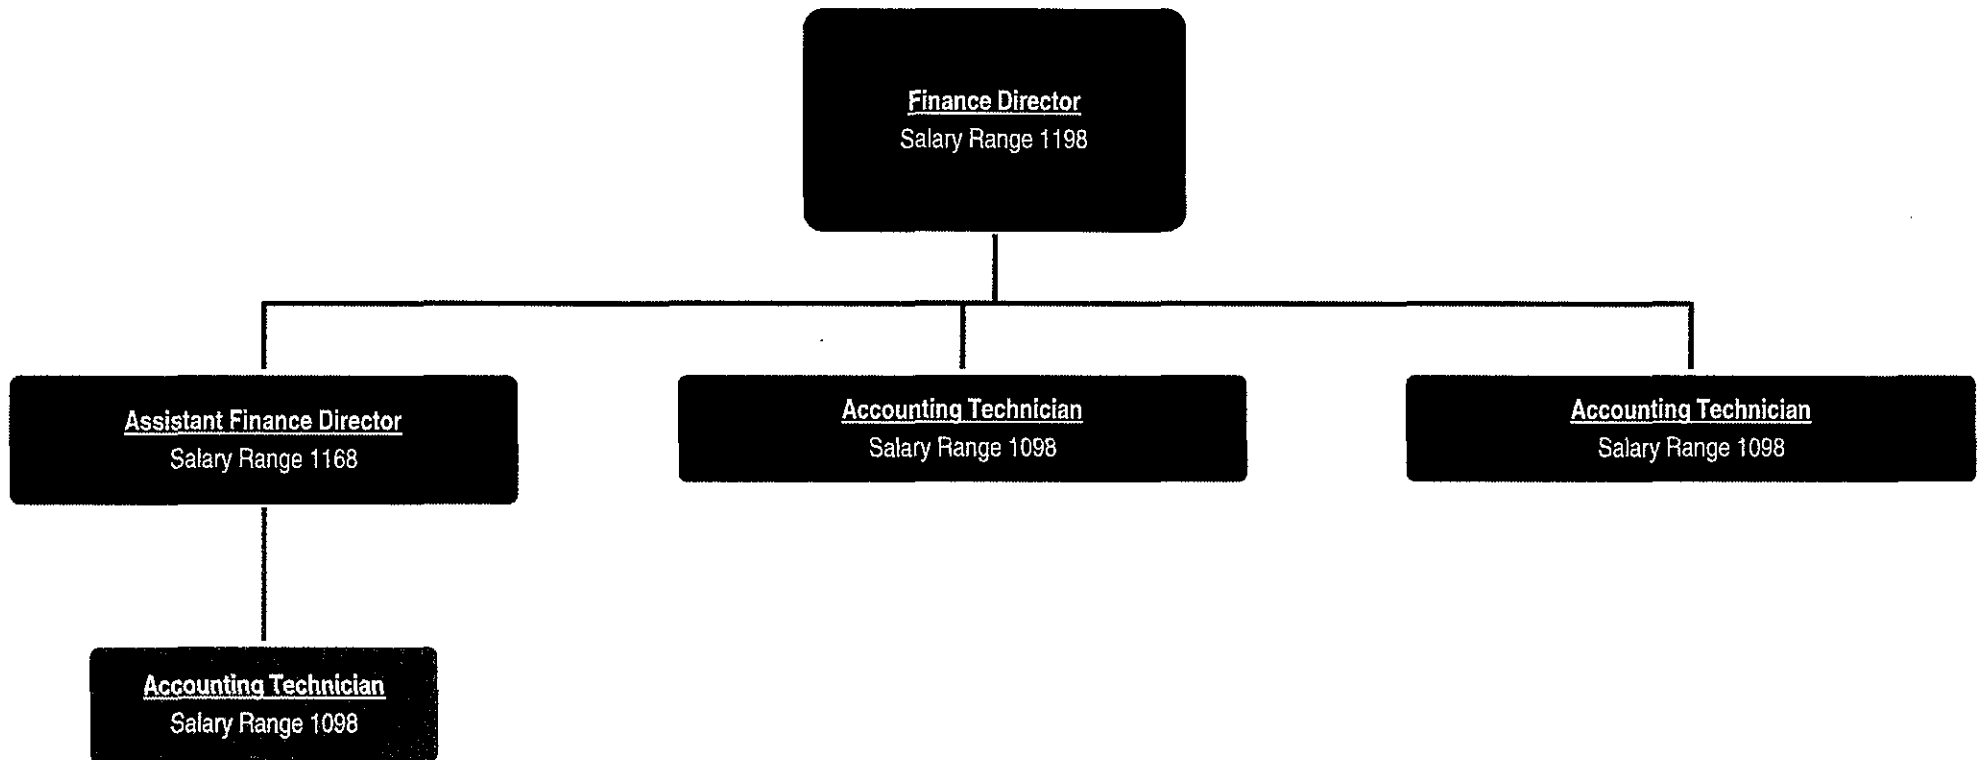 Finance Director
Salary Range 1198
Assistant Finance Director
Salary Range 1168
Accounting Technician
Salary Range 1098
Accounting Technician
Salary Range 1098
Accounting Technician
Salary Range 1098